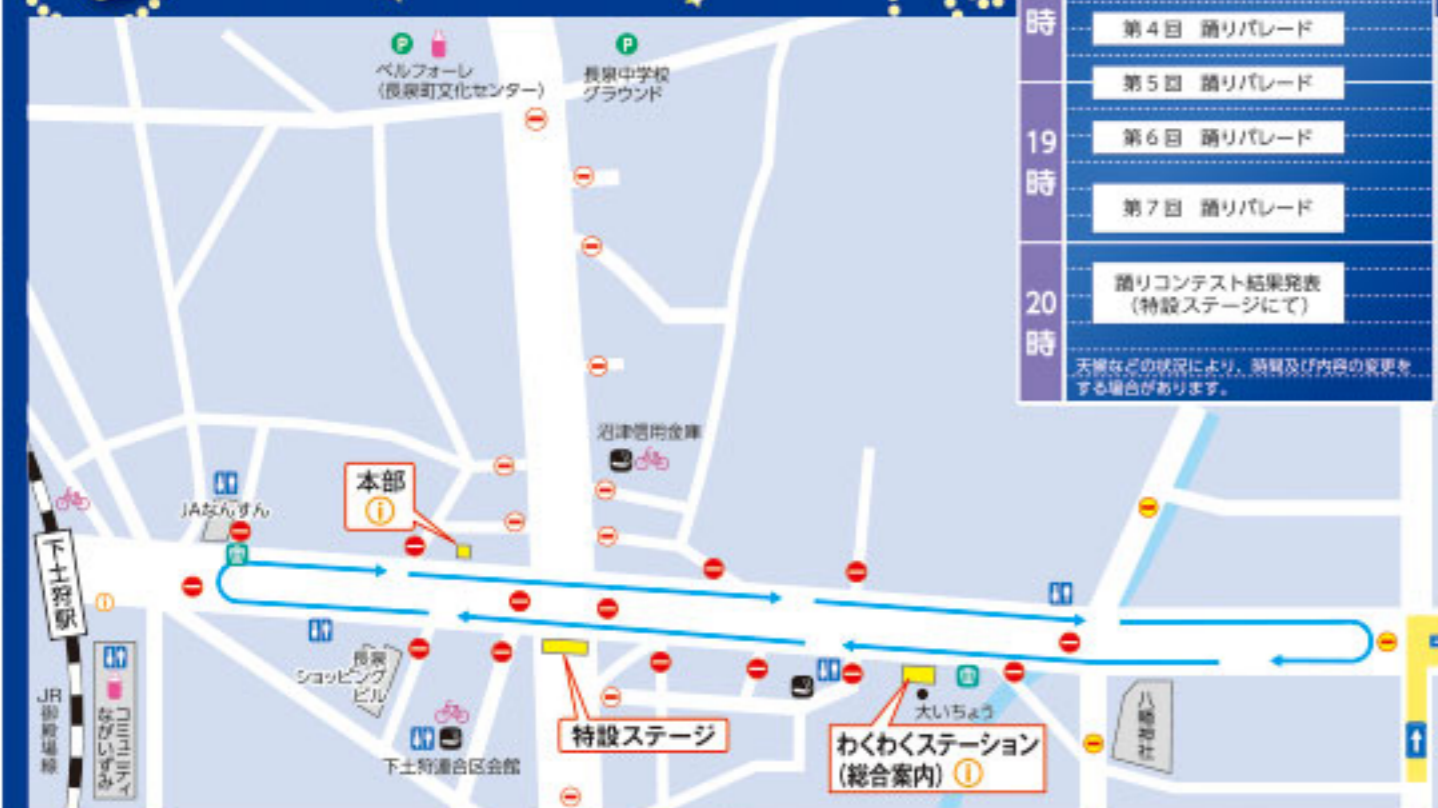 時
第4回 踊りパレード
第5回 踊りパレード
19時
第6回 踊りパレード
第7回 踊りパレード
20時
踊りコンテスト結果発表
（特設ステージにて）
天候などの状況により、時間及び内容の変更を
する場合があります。
P
ベルフォーレ
（長泉町文化センター）
P
長泉中学校
グラウンド
沼津信用金庫
本部
i
JAなんすん
下土狩駅
i
JR御殿場線
コミュニティ
ながいずみ
長泉
ショッピング
ビル
下土狩連合区会館
特設ステージ
大いちょう
わくわくステーション
（総合案内）i
八幡神社